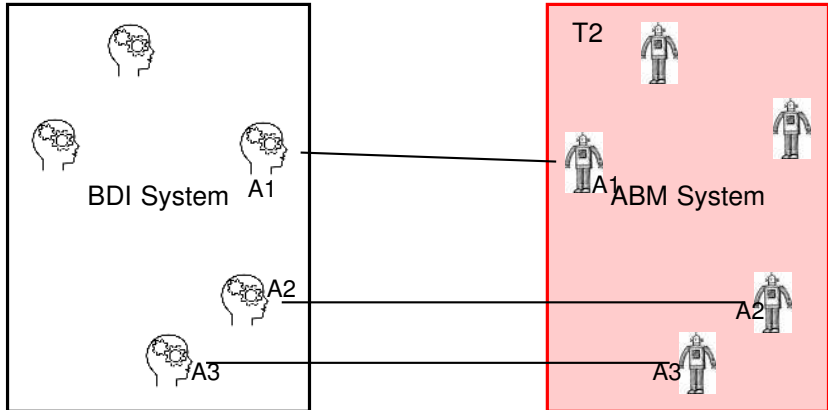 T2
BDI System
A1
A1
ABM System
A2
A2
A3
A3